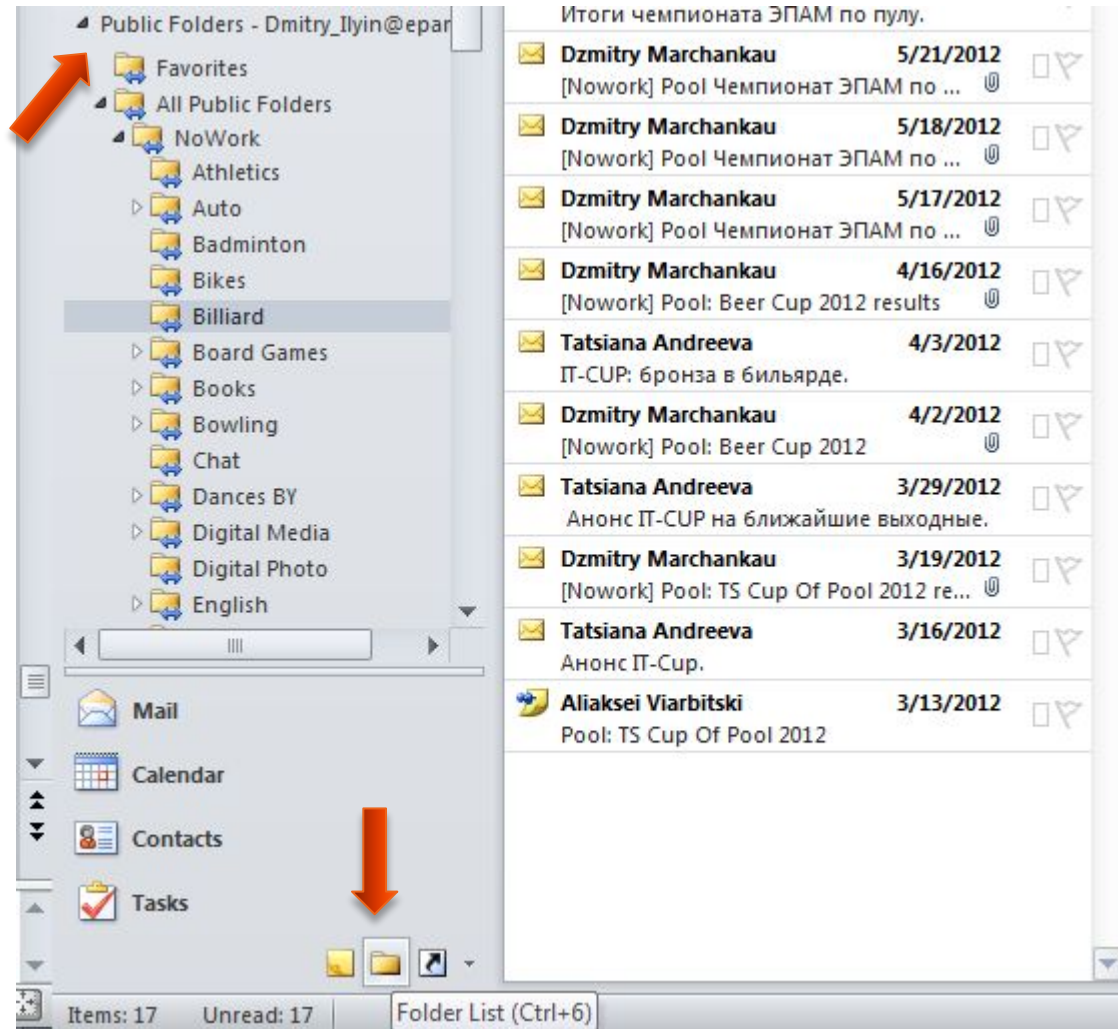 Public Folders - Dmitry_Ilyin@epar
Favorites
All Public Folders
NoWork
Athletics
Auto
Badminton
Bikes
Billiard
Board Games
Books
Bowling
Chat
Dances BY
Digital Media
Digital Photo
English
Mail
Calendar
Contacts
Tasks
Итоги чемпионата ЭПАМ по пулу.
Dzmitry Marchankau 5/21/2012
[Nowork] Pool Чемпионат ЭПАМ по ...
Dzmitry Marchankau 5/18/2012
[Nowork] Pool Чемпионат ЭПАМ по ...
Dzmitry Marchankau 5/17/2012
[Nowork] Pool Чемпионат ЭПАМ по ...
Dzmitry Marchankau 4/16/2012
[Nowork] Pool: Beer Cup 2012 results
Tatsiana Andreeva 4/3/2012
IT-CUP: бронза в бильярде.
Dzmitry Marchankau 4/2/2012
[Nowork] Pool: Beer Cup 2012
Tatsiana Andreeva 3/29/2012
Анонс IT-CUP на ближайшие выходные.
Dzmitry Marchankau 3/19/2012
[Nowork] Pool: TS Cup Of Pool 2012 re...
Tatsiana Andreeva 3/16/2012
Анонс IT-Cup.
Aliaksei Viarbitski 3/13/2012
Pool: TS Cup Of Pool 2012
Items: 17 Unread: 17
Folder List (Ctrl+6)